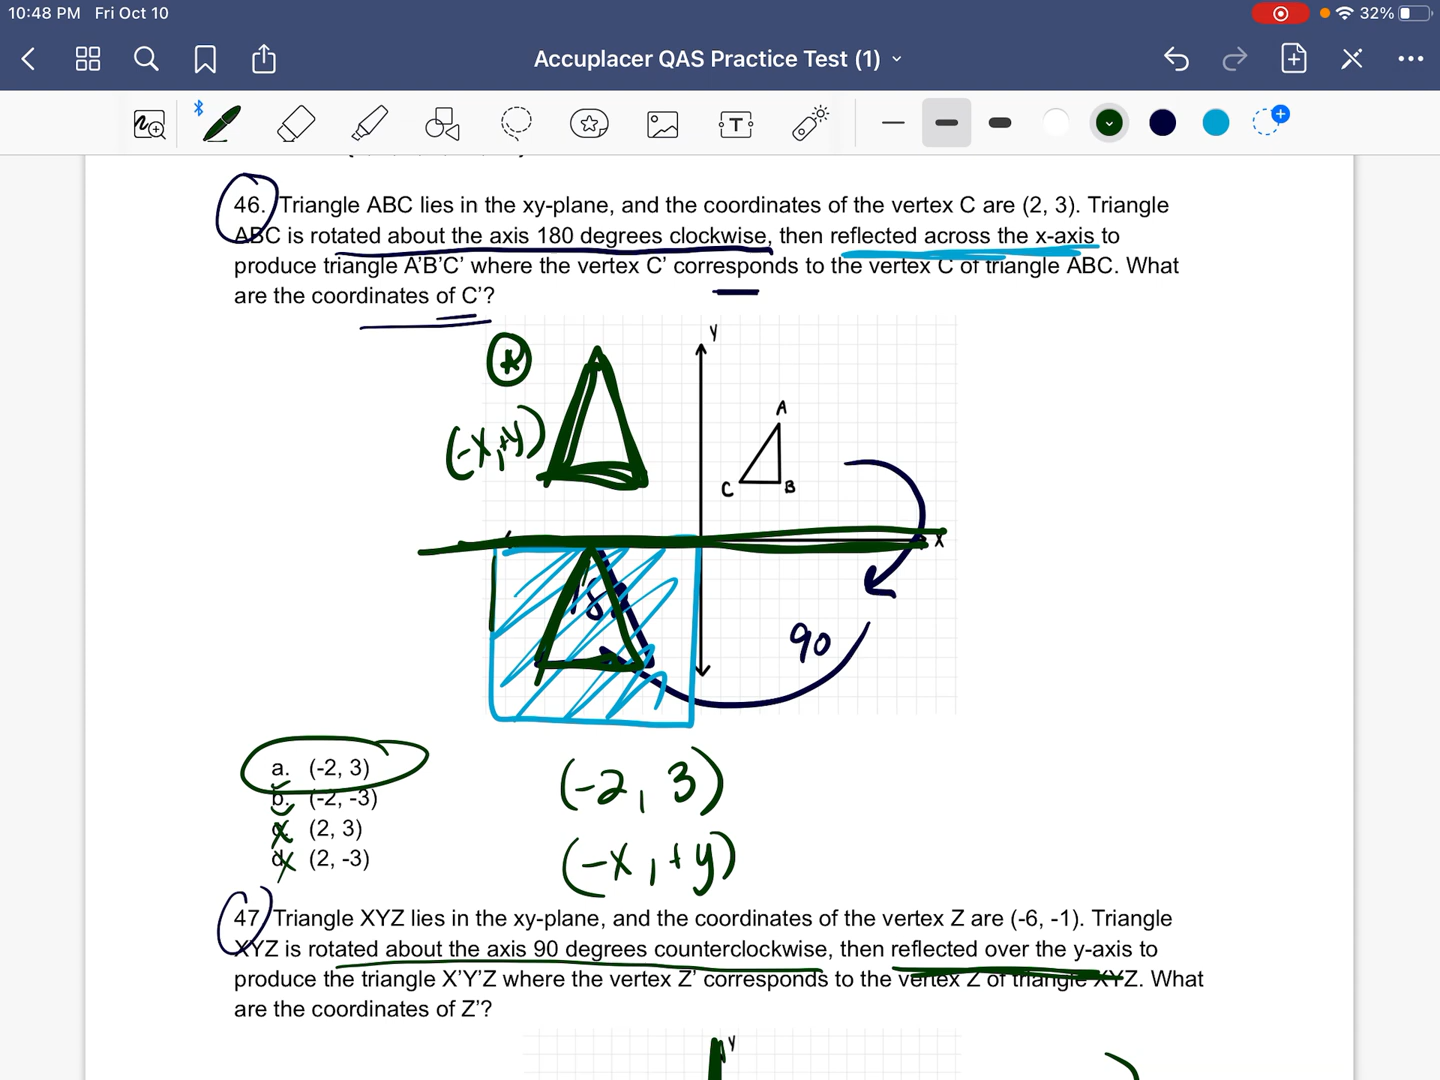 10:48 PM Fri Oct 10
32%
Accuplacer QAS Practice Test (1)
46. Triangle ABC lies in the xy-plane, and the coordinates of the vertex C are (2, 3). Triangle
ABC is rotated about the axis 180 degrees clockwise, then reflected across the x-axis to
produce triangle A'B'C' where the vertex C' corresponds to the vertex C of triangle ABC. What
are the coordinates of C'?
Y
A
(-x,+y)
C
B
X
18
90
a. (-2, 3)
b. (-2, -3)
c. (2, 3)
d. (2, -3)
(-2, 3)
(-x,+y)
47. Triangle XYZ lies in the xy-plane, and the coordinates of the vertex Z are (-6, -1). Triangle
XYZ is rotated about the axis 90 degrees counterclockwise, then reflected over the y-axis to
produce the triangle X'Y'Z where the vertex Z' corresponds to the vertex Z of triangle XYZ. What
are the coordinates of Z'?
Y